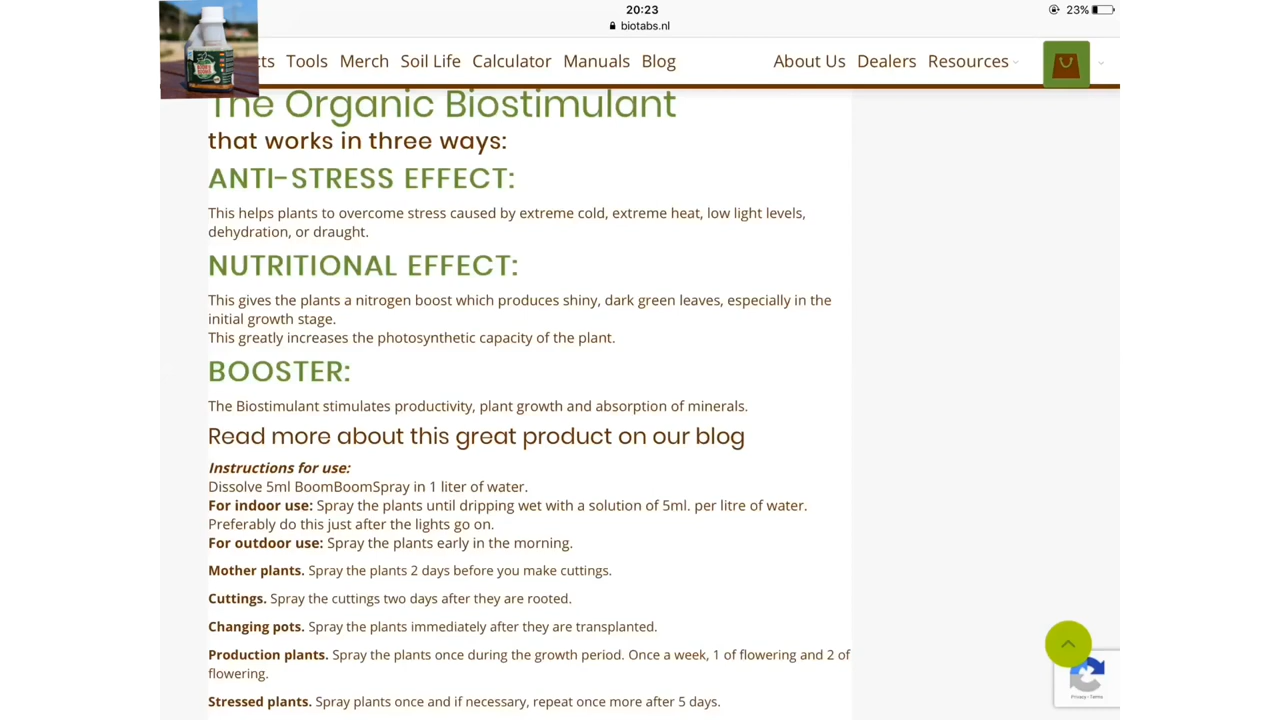 20:23
23%
biotabs.nl
cts Tools Merch Soil Life Calculator Manuals Blog About Us Dealers Resources
The Organic Biostimulant
that works in three ways:
ANTI-STRESS EFFECT:
This helps plants to overcome stress caused by extreme cold, extreme heat, low light levels,
dehydration, or draught.
NUTRITIONAL EFFECT:
This gives the plants a nitrogen boost which produces shiny, dark green leaves, especially in the
initial growth stage.
This greatly increases the photosynthetic capacity of the plant.
BOOSTER:
The Biostimulant stimulates productivity, plant growth and absorption of minerals.
Read more about this great product on our blog
Instructions for use:
Dissolve 5ml BoomBoomSpray in 1 liter of water.
For indoor use: Spray the plants until dripping wet with a solution of 5ml. per litre of water.
Preferably do this just after the lights go on.
For outdoor use: Spray the plants early in the morning.
Mother plants. Spray the plants 2 days before you make cuttings.
Cuttings. Spray the cuttings two days after they are rooted.
Changing pots. Spray the plants immediately after they are transplanted.
Production plants. Spray the plants once during the growth period. Once a week, 1 of flowering and 2 of
flowering.
Stressed plants. Spray plants once and if necessary, repeat once more after 5 days.
Privacy - Terms